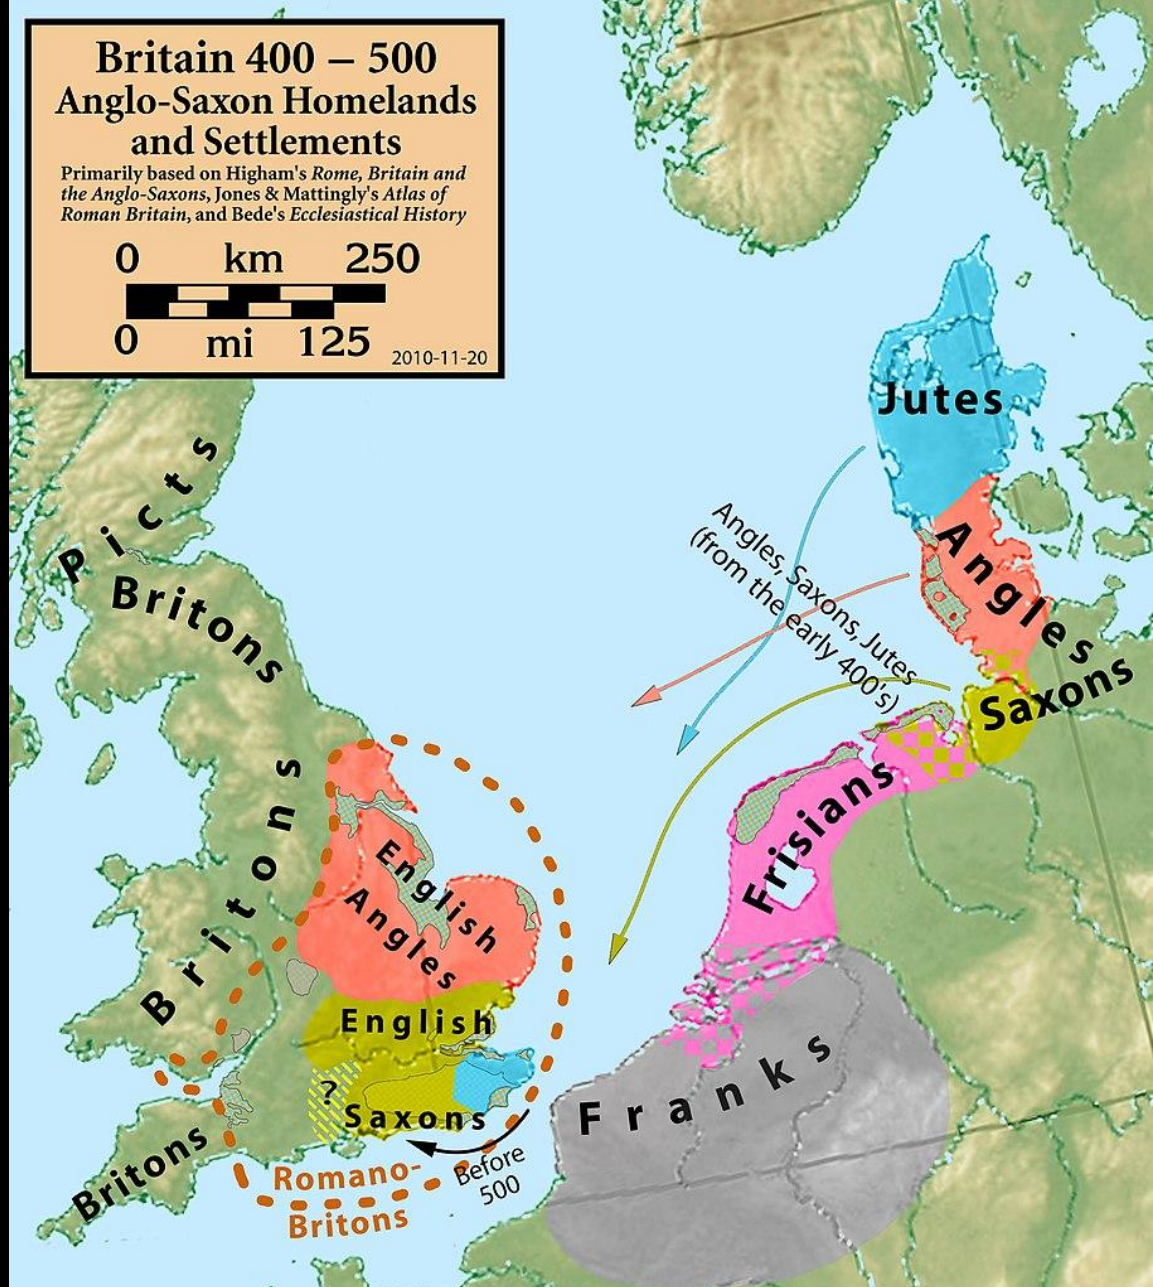 Britain 400 – 500
Anglo-Saxon Homelands
and Settlements
Primarily based on Higham's Rome, Britain and
the Anglo-Saxons, Jones & Mattingly's Atlas of
Roman Britain, and Bede's Ecclesiastical History
0 km 250
0 mi 125
2010-11-20
Jutes
Picts
Angles, Saxons, Jutes
(from the early 400's)
Angles
Britons
Saxons
Frisians
Britons
English
Angles
English
?
Saxons
Franks
Britons
Before
500
Romano-
Britons